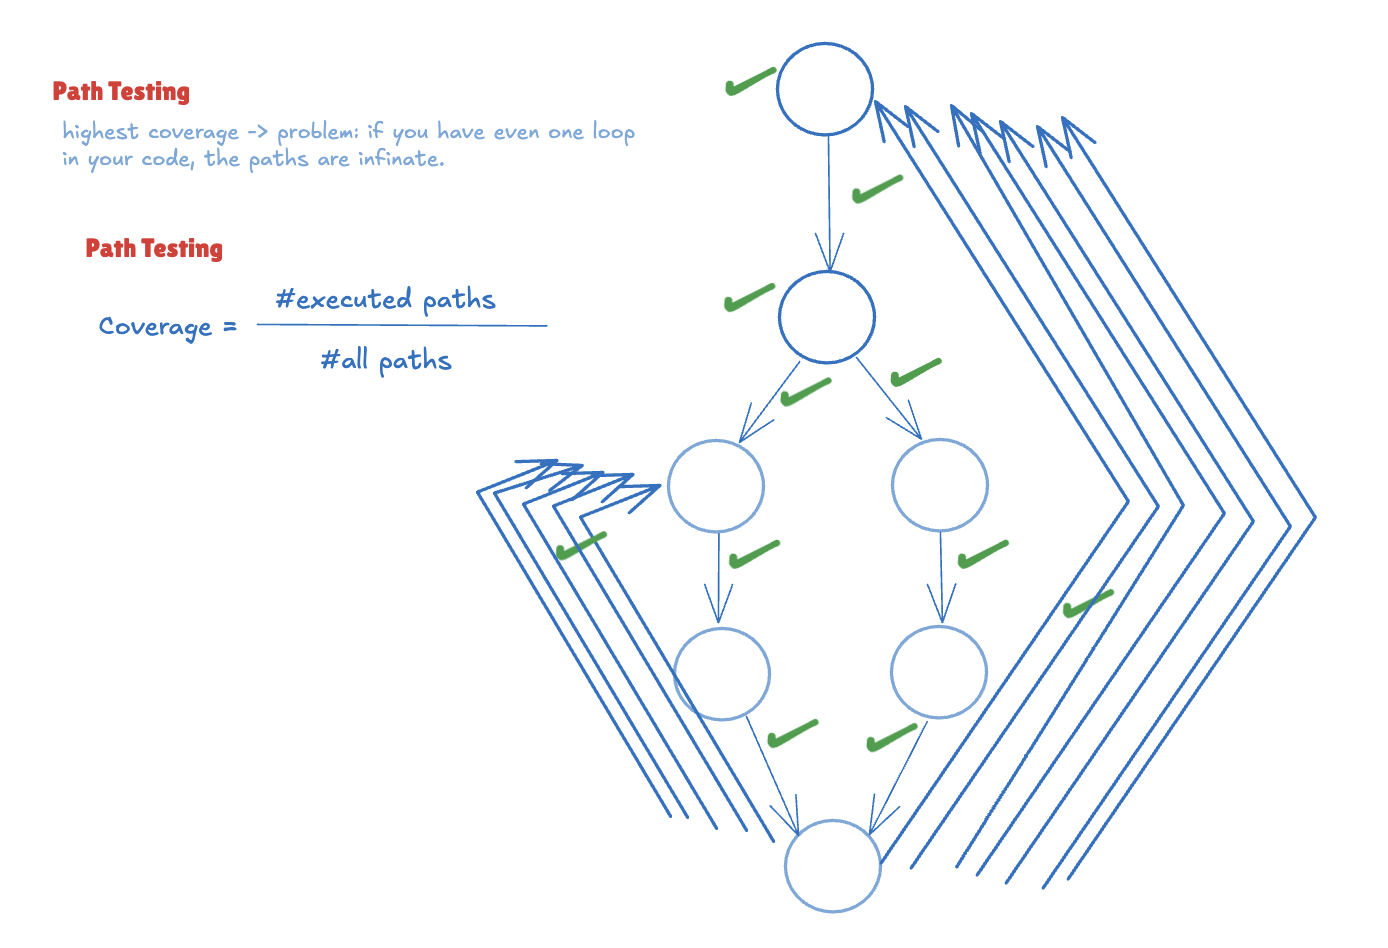 Path Testing
highest coverage -> problem: if you have even one loop
in your code, the paths are infinate.
Path Testing
#executed paths
Coverage =
#all paths